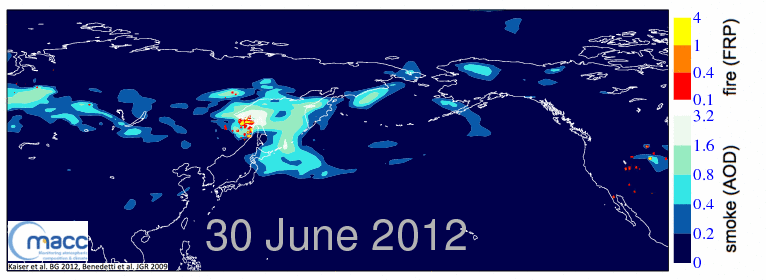 4
1
0.4
0.1
fire (FRP)
3.2
1.6
0.8
0.4
0.2
0
smoke (AOD)
30 June 2012
macc
Kaiser et al. BG 2012, Benedetti et al. JGR 2009